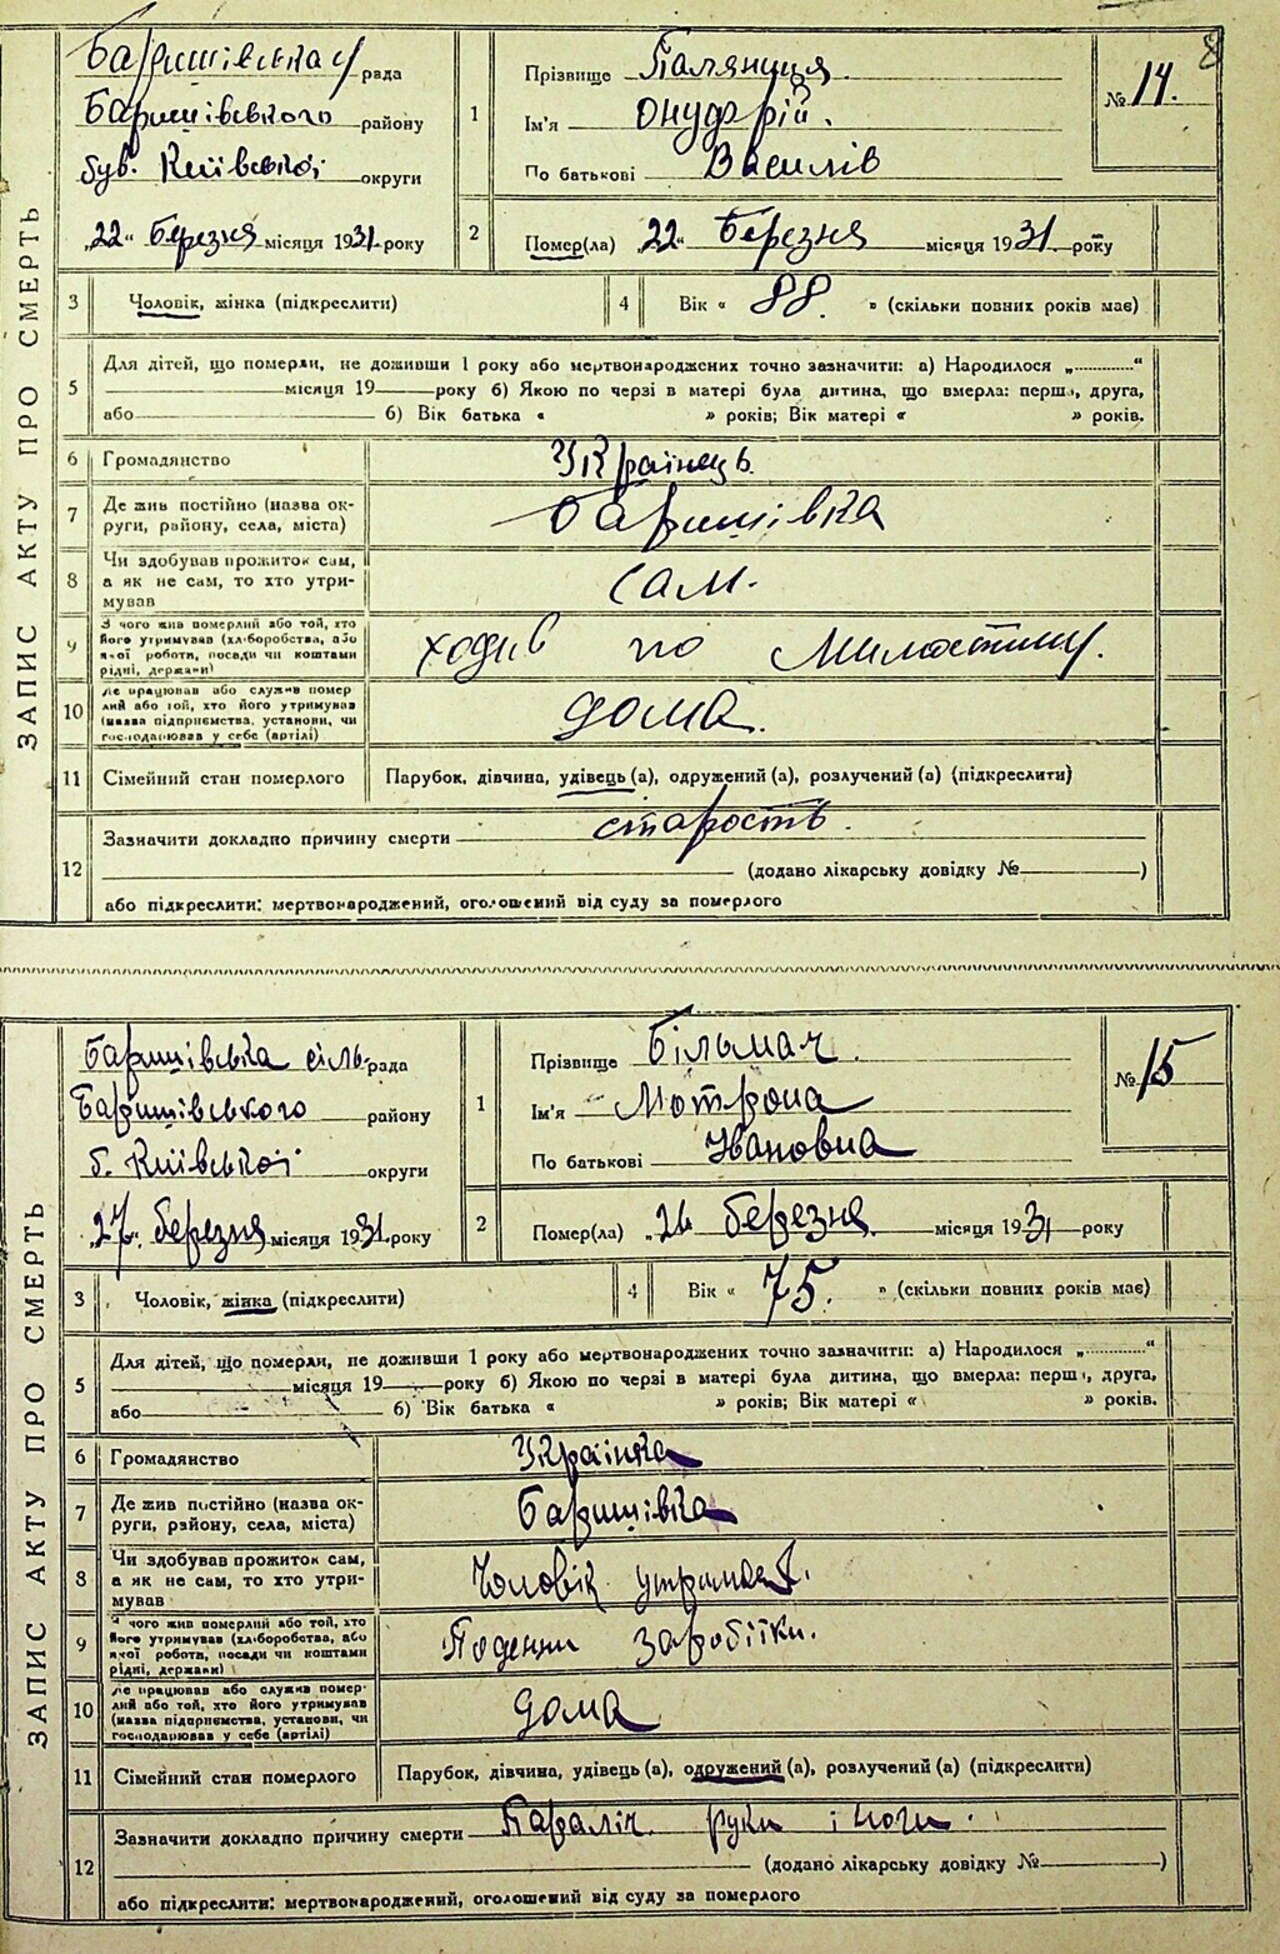 8
ЗАПИС АКТУ ПРО СМЕРТЬ
Баришівська рада
Баришівського району
був. Київської округи
„22“ березня місяця 1931 року
1
Прізвище Паляниця.
Ім'я Онуфрій.
По батькові Василів
№ 14.
2
Помер(ла) „22“ березня місяця 1931 року
3 Чоловік, жінка (підкреслити)
4 Вік « 88. » (скільки повних років має)
5
Для дітей, що померли, не доживши 1 року або мертвонароджених точно зазначити: а) Народилося „............“
місяця 19 року б) Якою по черзі в матері була дитина, що вмерла: перша, друга,
або 6) Вік батька « » років; Вік матері « » років.
6 Громадянство Українець.
7 Де жив постійно (назва ок-
руги, району, села, міста)
Баришівка
8 Чи здобував прожиток сам,
а як не сам, то хто утри-
мував
сам.
9 З чого жив померлий або той, хто
його утримував (хліборобства, або
якої роботи, посади чи коштами
рідні, держави)
ходив по милостину.
10 Де працював або служив помер
лий або той, хто його утримував
(назва підприємства, установи, чи
господарював у себе (артілі)
дома.
11 Сімейний стан померлого Парубок, дівчина, удівець (а), одружений (а), розлучений (а) (підкреслити)
12
Зазначити докладно причину смерти старость.
(додано лікарську довідку № )
або підкреслити: мертвонароджений, оголошений від суду за померлого
ЗАПИС АКТУ ПРО СМЕРТЬ
Баришівська сіль-рада
Баришівського району
б. Київської округи
„27“ березня місяця 1931 року
1
Прізвище Більмач.
Ім'я Мотрона
По батькові Івановна
№ 15
2
Помер(ла) „26 березня місяця 1931 року
3 Чоловік, жінка (підкреслити)
4 Вік « 75. » (скільки повних років має)
5
Для дітей, що померли, не доживши 1 року або мертвонароджених точно зазначити: а) Народилося „............“
місяця 19 року б) Якою по черзі в матері була дитина, що вмерла: перша, друга,
або 6) Вік батька « » років; Вік матері « » років.
6 Громадянство Українка
7 Де жив постійно (назва ок-
руги, району, села, міста)
Баришівка
8 Чи здобував прожиток сам,
а як не сам, то хто утри-
мував
Чоловік утримав.
9 З чого жив померлий або той, хто
його утримував (хліборобства, або
якої роботи, посади чи коштами
рідні, держави)
Поденни заробітки.
10 Де працював або служив помер-
лий або той, хто його утримував
(назва підприємства, установи, чи
господарював у себе (артілі)
дома
11 Сімейний стан померлого Парубок, дівчина, удівець (а), одружений (а), розлучений (а) (підкреслити)
12
Зазначити докладно причину смерти Параліч руки і ноги.
(додано лікарську довідку № )
або підкреслити: мертвонароджений, оголошений від суду за померлого